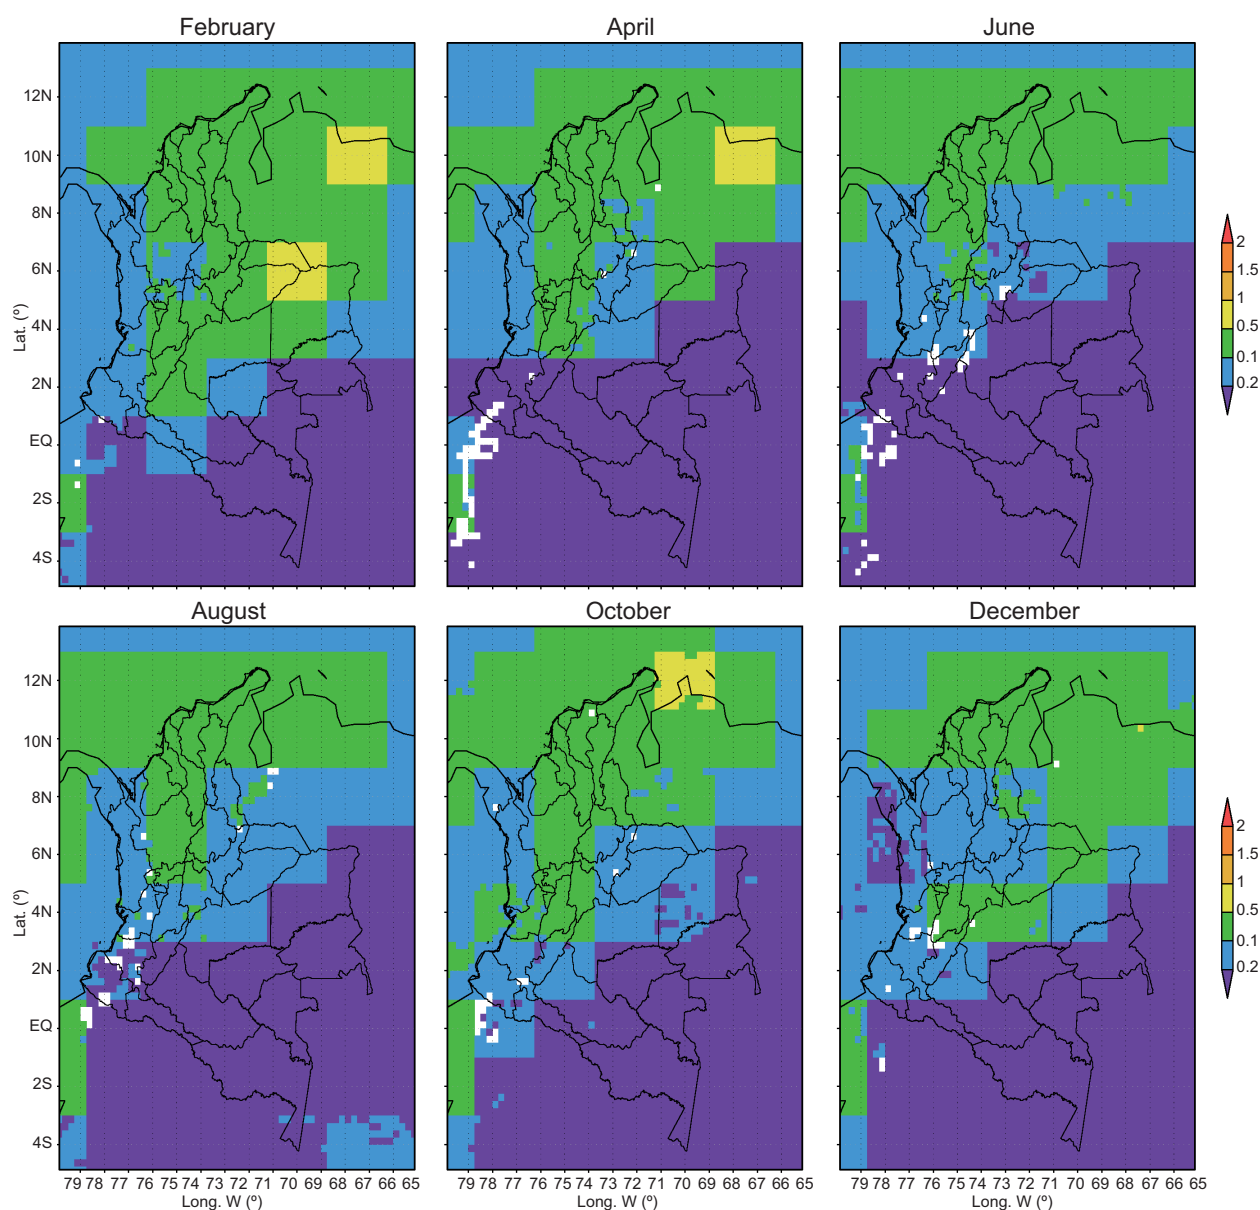 February
April
June
Lat. (º)
12N
10N
8N
6N
4N
2N
EQ
2S
4S
2
1.5
1
0.5
0.1
0.2
August
October
December
Lat. (º)
12N
10N
8N
6N
4N
2N
EQ
2S
4S
2
1.5
1
0.5
0.1
0.2
79 78 77 76 75 74 73 72 71 70 69 68 67 66 65
79 78 77 76 75 74 73 72 71 70 69 68 67 66 65
79 78 77 76 75 74 73 72 71 70 69 68 67 66 65
Long. W (º)
Long. W (º)
Long. W (º)